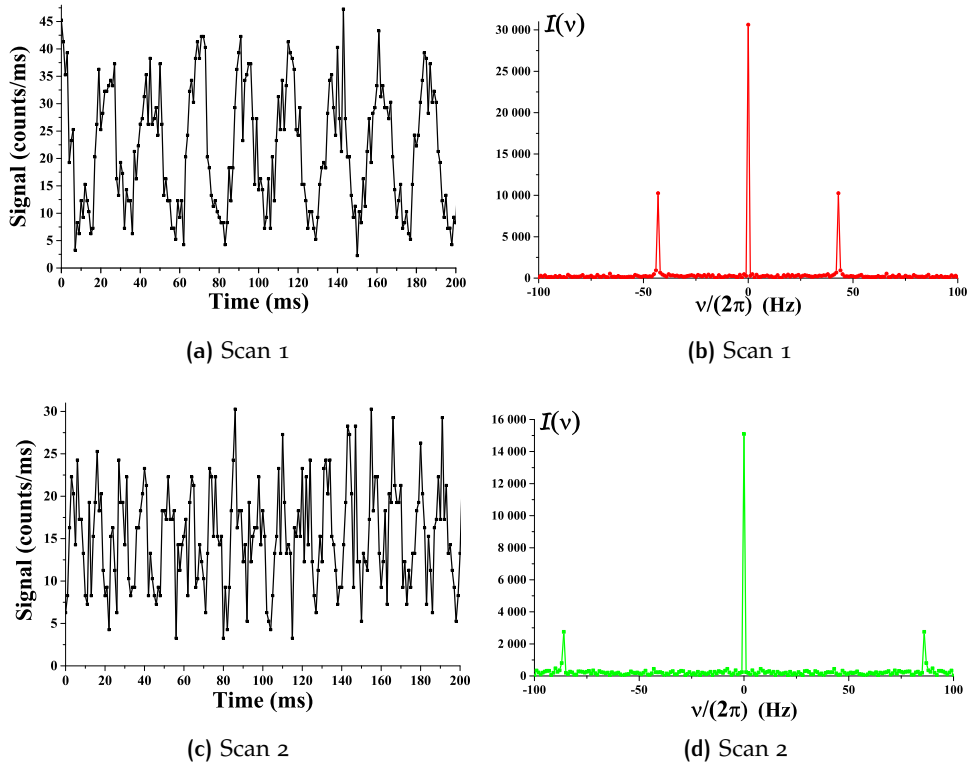 45
40
35
30
25
20
15
10
5
0
Signal (counts/ms)
0 20 40 60 80 100 120 140 160 180 200
Time (ms)
(a) Scan 1
I(ν)
30 000
25 000
20 000
15 000
10 000
5 000
0
-100 -50 0 50 100
ν/(2π) (Hz)
(b) Scan 1
30
25
20
15
10
5
0
Signal (counts/ms)
0 20 40 60 80 100 120 140 160 180 200
Time (ms)
(c) Scan 2
I(ν)
16 000
14 000
12 000
10 000
8 000
6 000
4 000
2 000
0
-100 -50 0 50 100
ν/(2π) (Hz)
(d) Scan 2